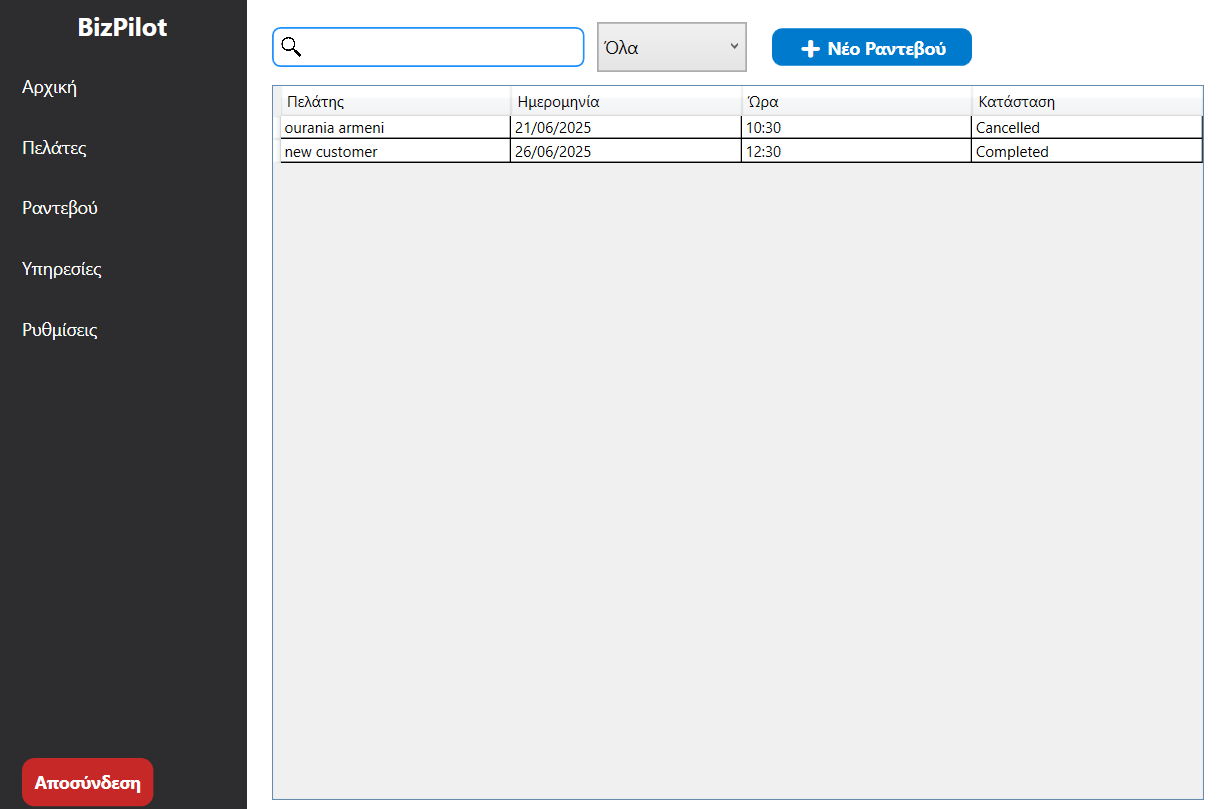 BizPilot
Αρχική
Πελάτες
Ραντεβού
Υπηρεσίες
Ρυθμίσεις
Αποσύνδεση
Όλα
Νέο Ραντεβού
Πελάτης Ημερομηνία Ώρα Κατάσταση
ourania armeni 21/06/2025 10:30 Cancelled
new customer 26/06/2025 12:30 Completed